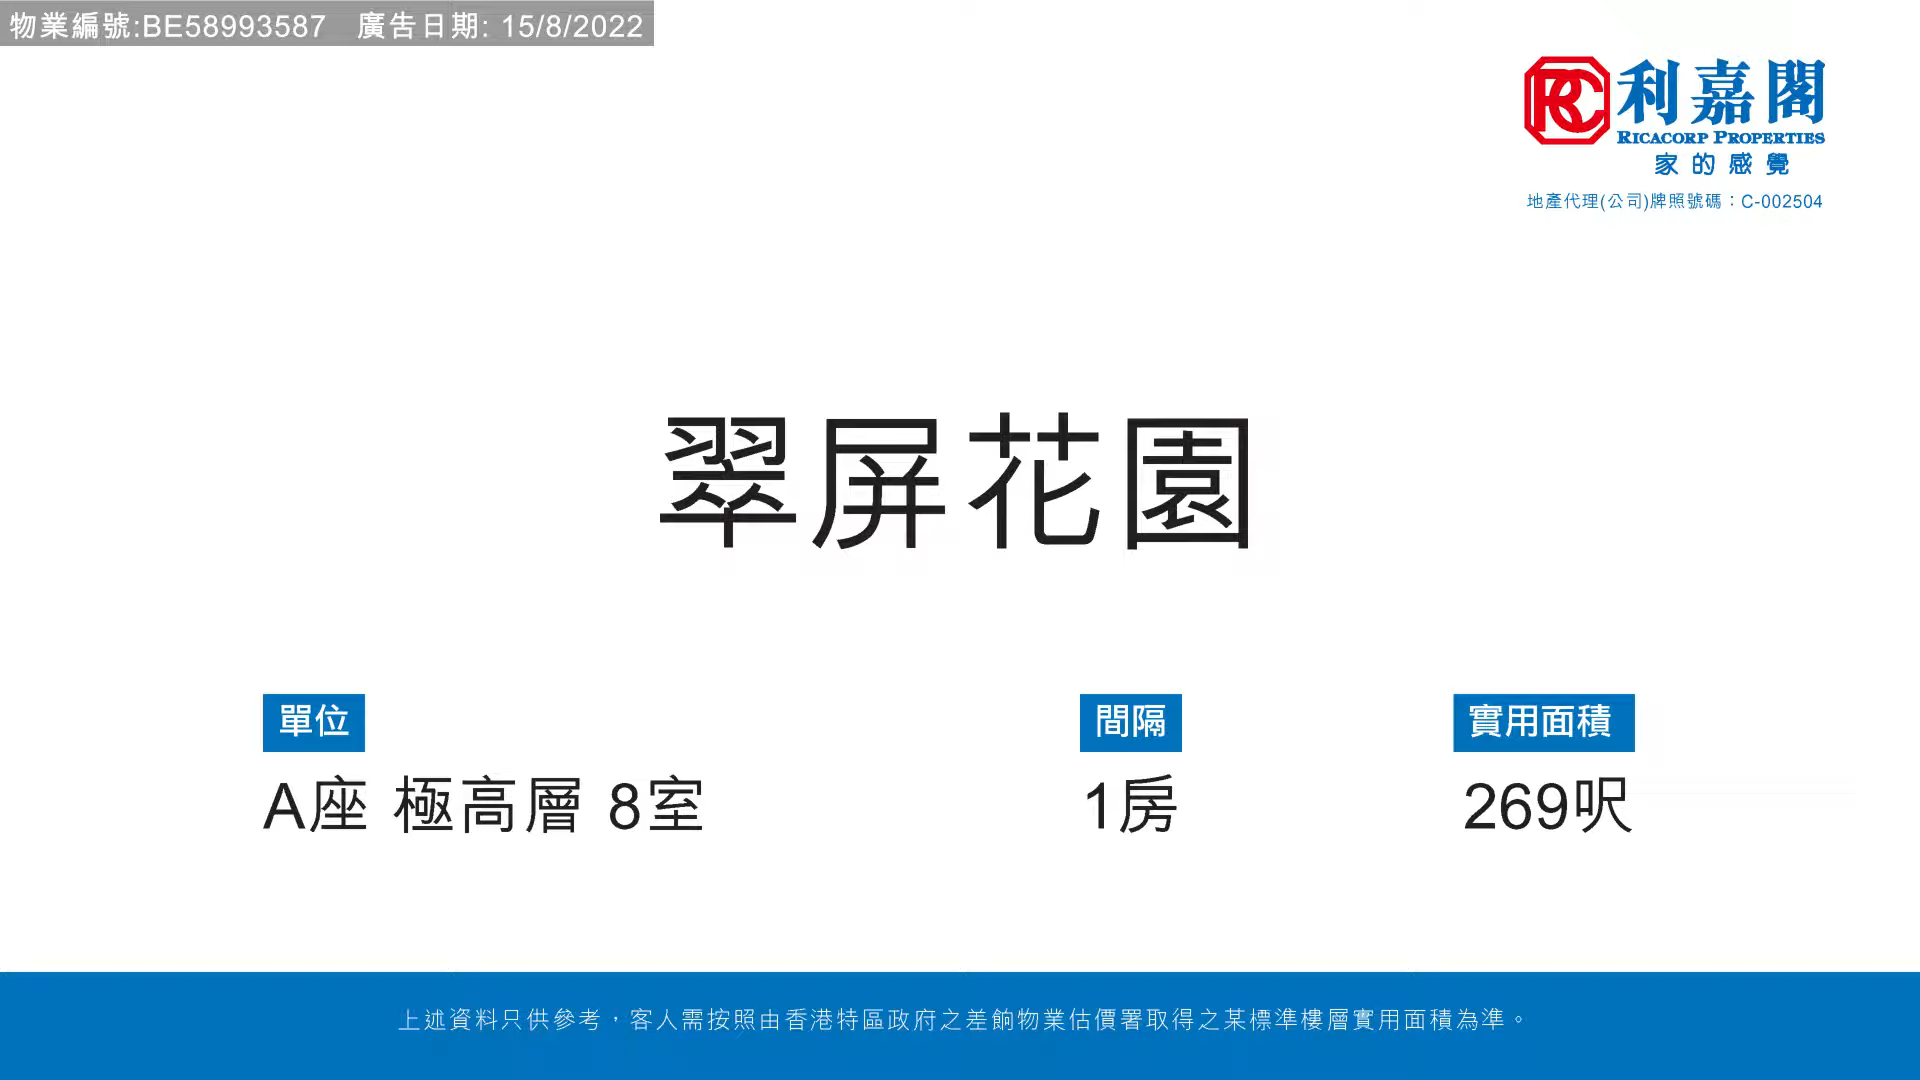 物業編號:BE58993587 廣告日期: 15/8/2022
RC 利嘉閣
RICACORP PROPERTIES
家的感覺
地產代理(公司)牌照號碼：C-002504
翠屏花園
單位 間隔 實用面積
A座 極高層 8室 1房 269呎
上述資料只供參考，客人需按照由香港特區政府之差餉物業估價署取得之某標準樓層實用面積為準。